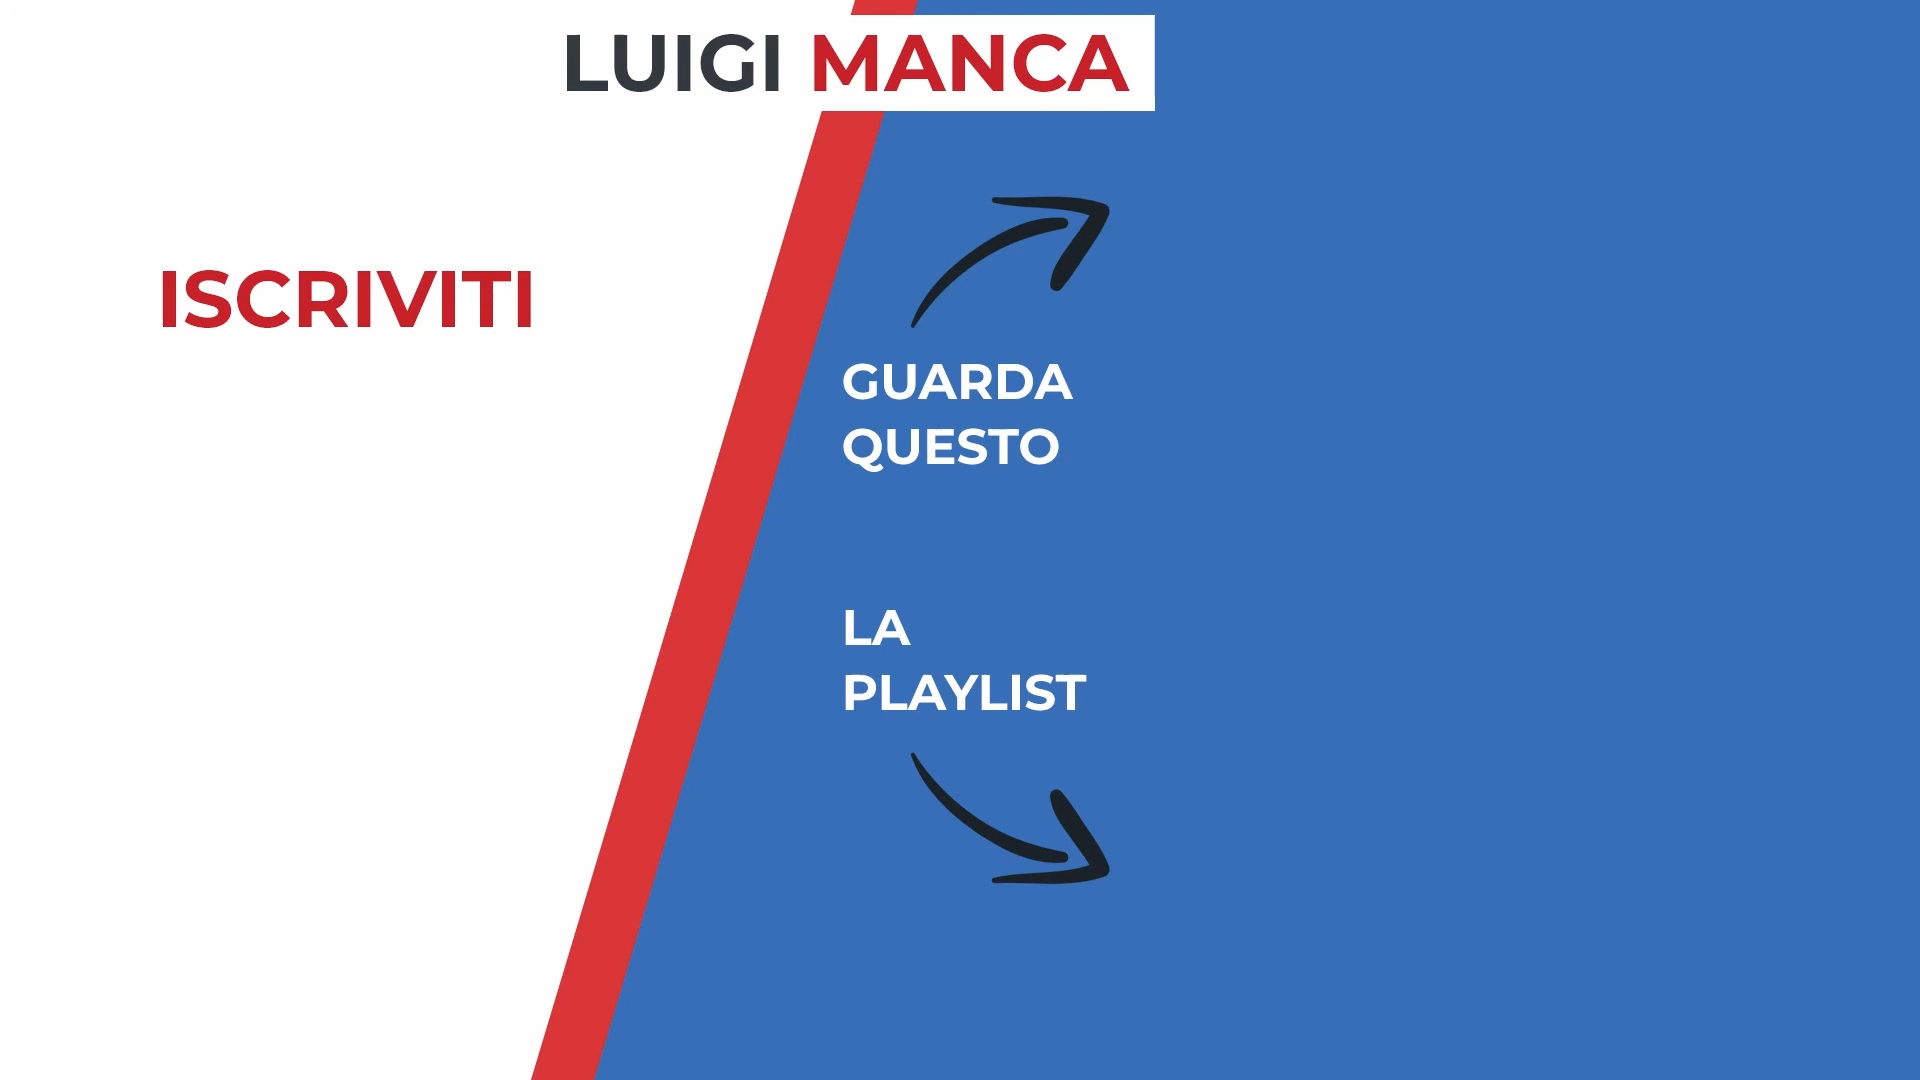 LUIGI MANCA
ISCRIVITI
GUARDA
QUESTO
LA
PLAYLIST